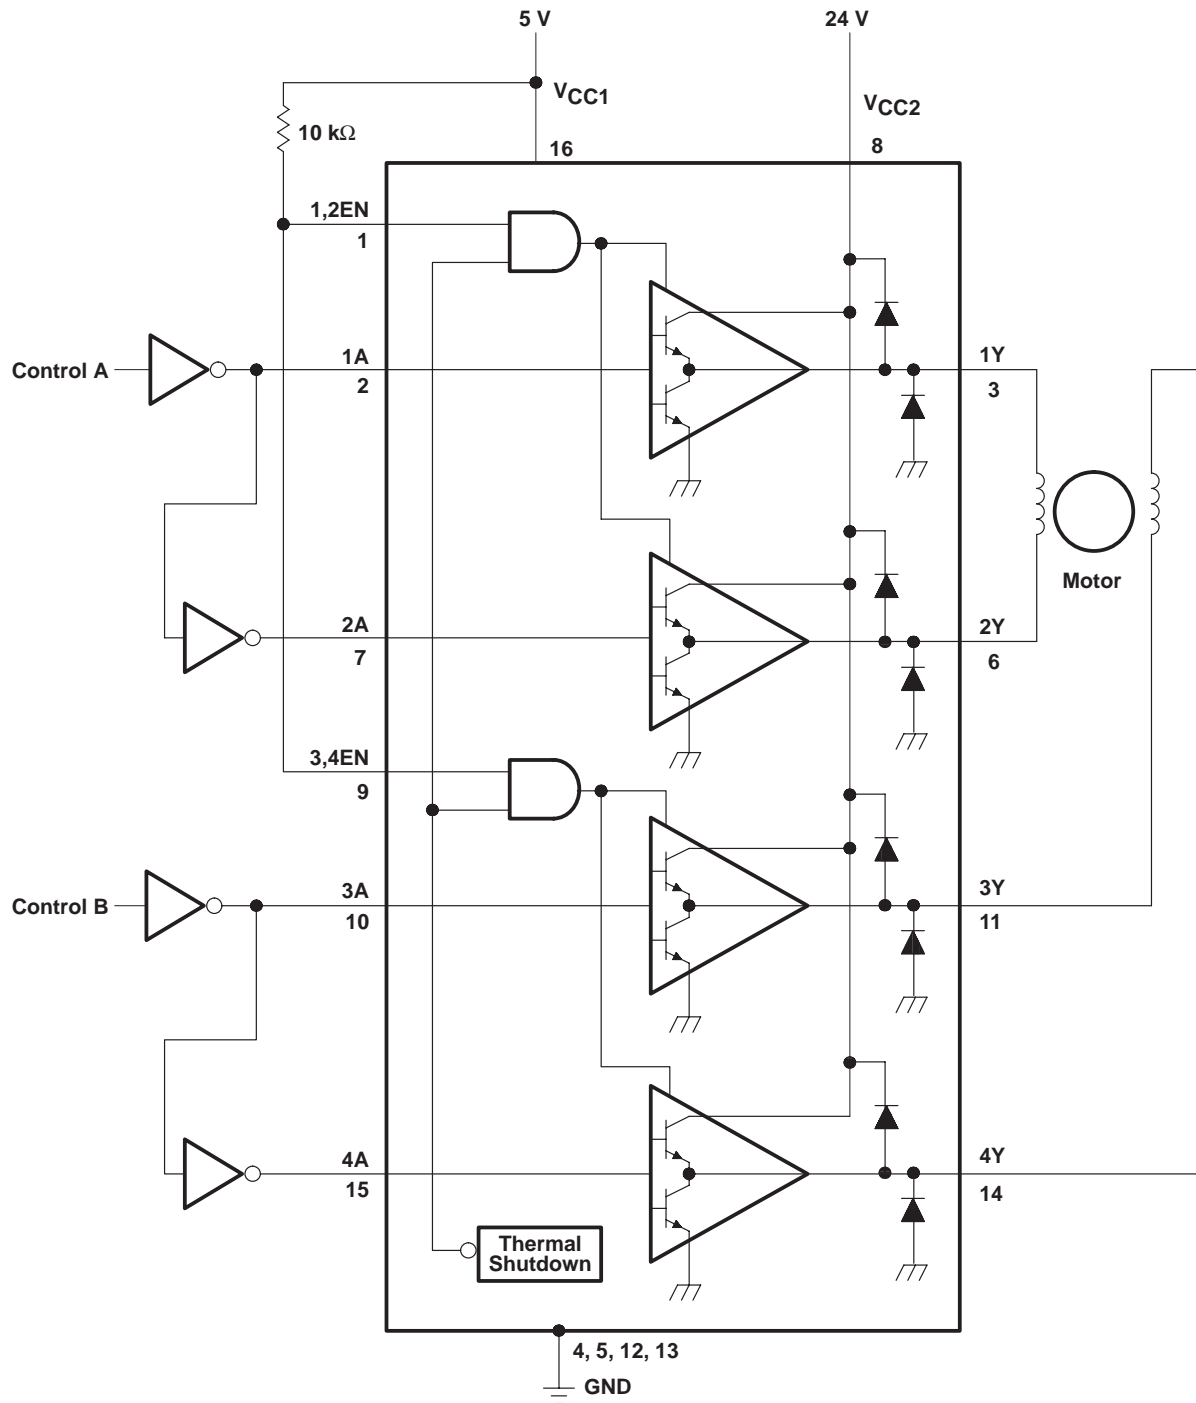 5 V
24 V
VCC1
VCC2
10 kΩ
16
8
1,2EN
1
Control A
1A
2
1Y
3
Motor
2A
7
2Y
6
3,4EN
9
Control B
3A
10
3Y
11
4A
15
4Y
14
Thermal
Shutdown
4, 5, 12, 13
GND